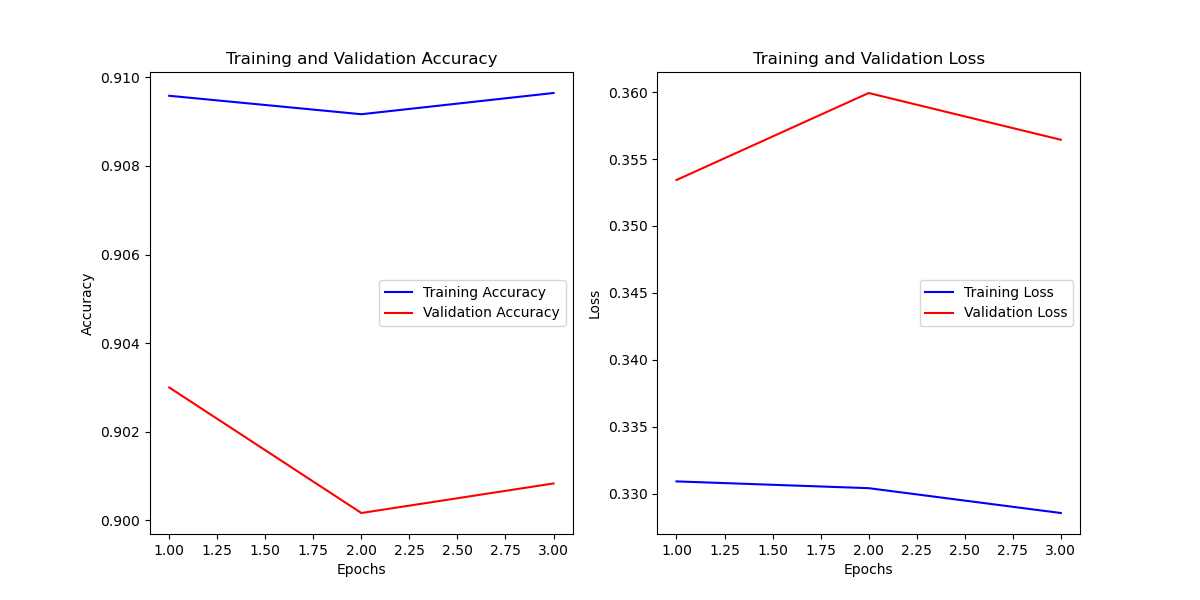 Training and Validation Accuracy
0.910
0.908
0.906
0.904
0.902
0.900
Accuracy
Training Accuracy
Validation Accuracy
1.00 1.25 1.50 1.75 2.00 2.25 2.50 2.75 3.00
Epochs
Training and Validation Loss
0.360
0.355
0.350
0.345
0.340
0.335
0.330
Loss
Training Loss
Validation Loss
1.00 1.25 1.50 1.75 2.00 2.25 2.50 2.75 3.00
Epochs